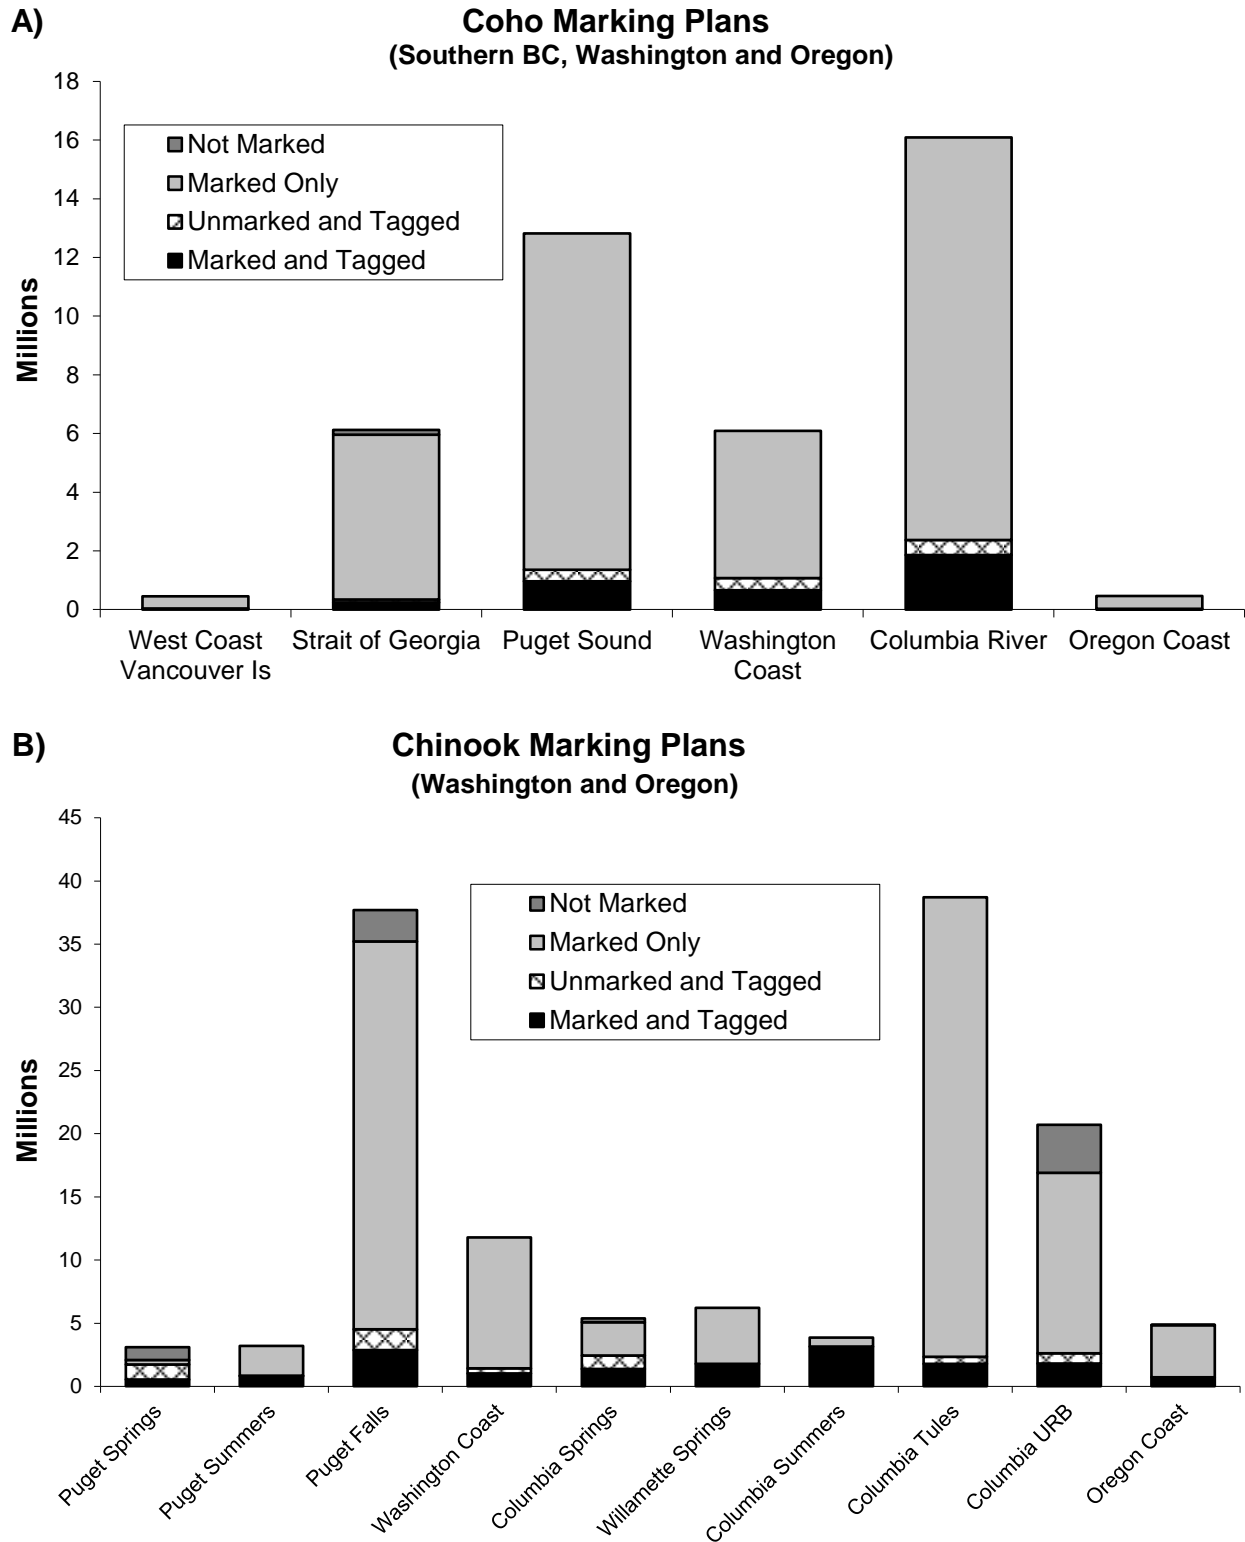 A)
Coho Marking Plans
(Southern BC, Washington and Oregon)
18
16
14
12
10
8
6
4
2
0
Millions
Not Marked
Marked Only
Unmarked and Tagged
Marked and Tagged
West Coast
Vancouver Is
Strait of Georgia
Puget Sound
Washington
Coast
Columbia River
Oregon Coast
B)
Chinook Marking Plans
(Washington and Oregon)
45
40
35
30
25
20
15
10
5
0
Millions
Not Marked
Marked Only
Unmarked and Tagged
Marked and Tagged
Puget Springs
Puget Summers
Puget Falls
Washington Coast
Columbia Springs
Willamette Springs
Columbia Summers
Columbia Tules
Columbia URB
Oregon Coast